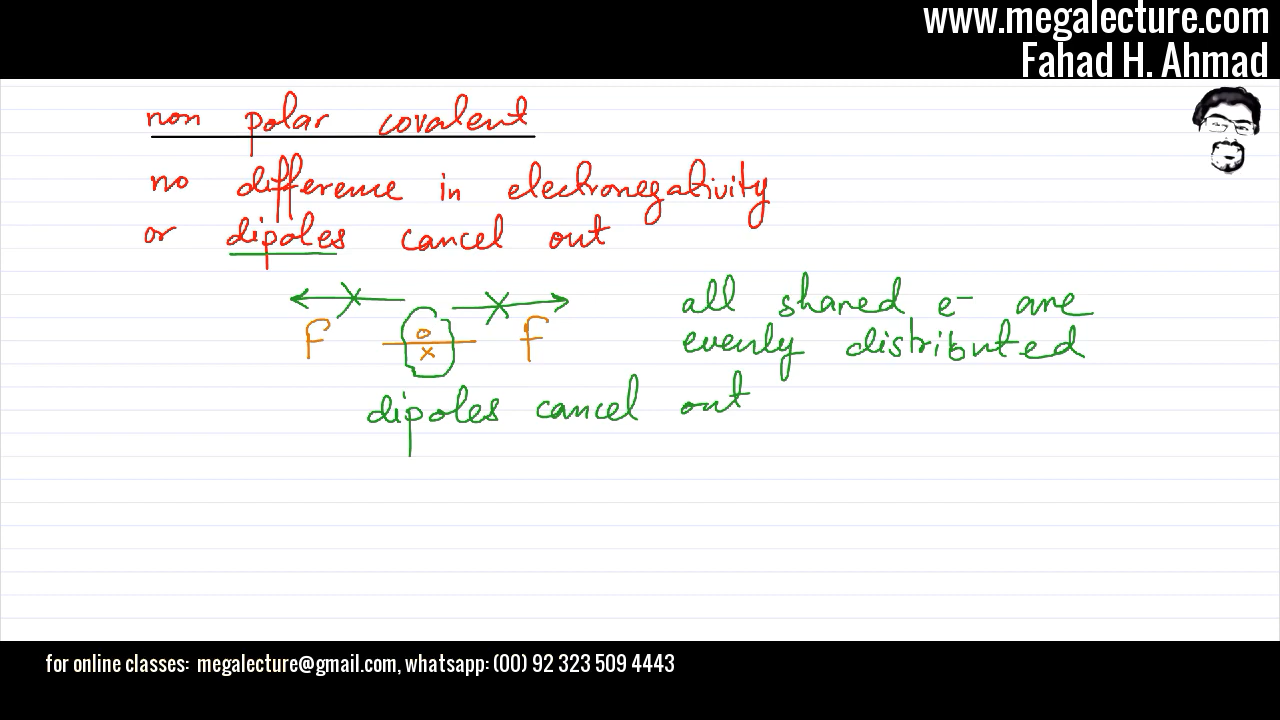 www.megalecture.com
Fahad H. Ahmad
non polar covalent
no difference in electronegativity
or dipoles cancel out
F o x F
all shared e⁻ are
evenly distributed
dipoles cancel out
for online classes: megalecture@gmail.com, whatsapp: (00) 92 323 509 4443